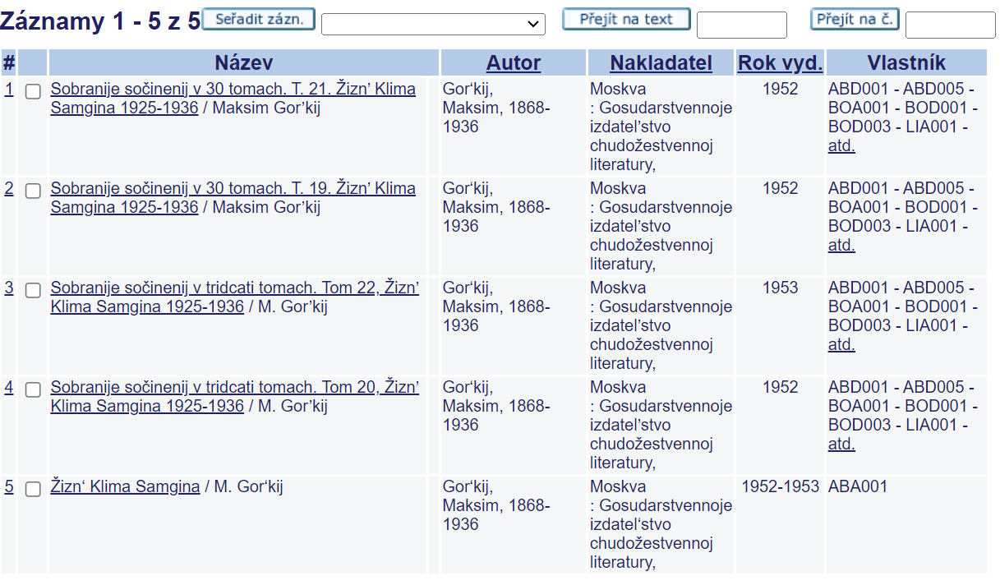 Záznamy 1 - 5 z 5 Seřadit zázn. Přejít na text Přejít na č.
# Název Autor Nakladatel Rok vyd. Vlastník
1 Sobranije sočinenij v 30 tomach. T. 21. Žizn’ Klima Gor‘kij, Moskva 1952 ABD001 - ABD005 -
Samgina 1925-1936 / Maksim Gor’kij Maksim, 1868- : Gosudarstvennoje BOA001 - BOD001 -
1936 izdatel’stvo BOD003 - LIA001 -
chudožestvennoj atd.
literatury,
2 Sobranije sočinenij v 30 tomach. T. 19. Žizn’ Klima Gor‘kij, Moskva 1952 ABD001 - ABD005 -
Samgina 1925-1936 / Maksim Gor’kij Maksim, 1868- : Gosudarstvennoje BOA001 - BOD001 -
1936 izdatel’stvo BOD003 - LIA001 -
chudožestvennoj atd.
literatury,
3 Sobranije sočinenij v tridcati tomach. Tom 22, Žizn’ Gor‘kij, Moskva 1953 ABD001 - ABD005 -
Klima Samgina 1925-1936 / M. Gor’kij Maksim, 1868- : Gosudarstvennoje BOA001 - BOD001 -
1936 izdatel’stvo BOD003 - LIA001 -
chudožestvennoj atd.
literatury,
4 Sobranije sočinenij v tridcati tomach. Tom 20, Žizn’ Gor‘kij, Moskva 1952 ABD001 - ABD005 -
Klima Samgina 1925-1936 / M. Gor’kij Maksim, 1868- : Gosudarstvennoje BOA001 - BOD001 -
1936 izdatel’stvo BOD003 - LIA001 -
chudožestvennoj atd.
literatury,
5 Žizn‘ Klima Samgina / M. Gor‘kij Gor‘kij, Moskva 1952-1953 ABA001
Maksim, 1868- : Gosudarstvennoje
1936 izdatel‘stvo
chudožestvennoj
literatury,